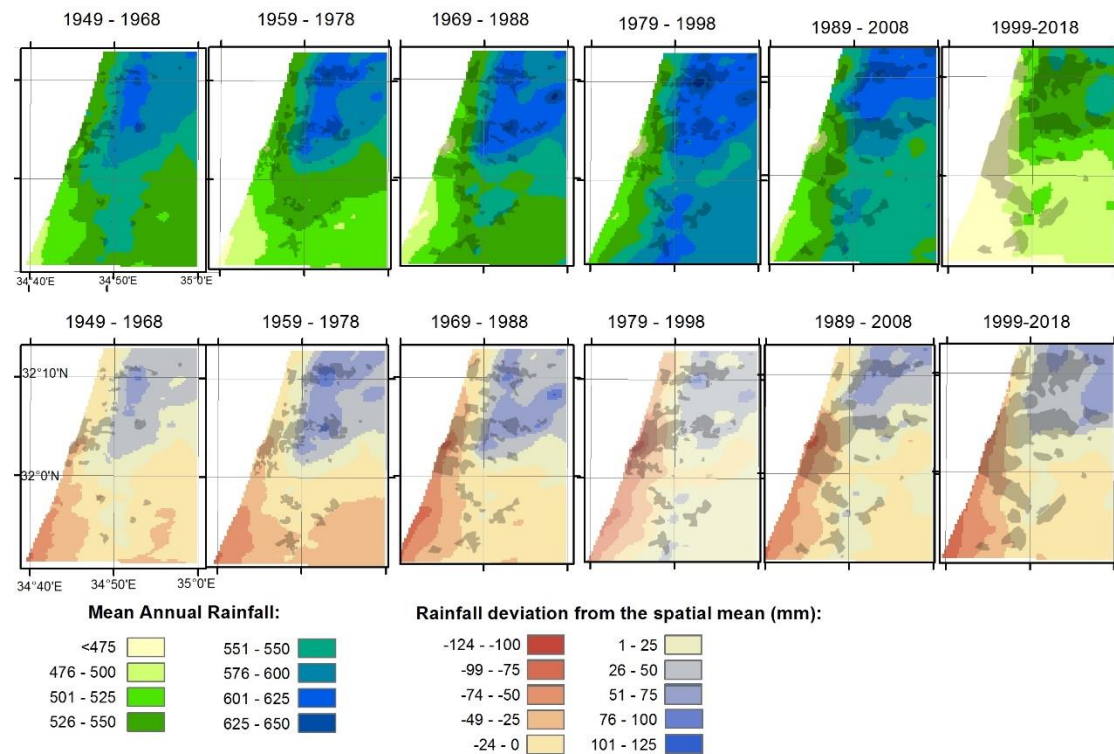 1949 - 1968 1959 - 1978 1969 - 1988 1979 - 1998 1989 - 2008 1999-2018
34°40'E 34°50'E 35°0'E
1949 - 1968 1959 - 1978 1969 - 1988 1979 - 1998 1989 - 2008 1999-2018
32°10'N
32°0'N
34°40'E 34°50'E 35°0'E
Mean Annual Rainfall:
<475
476 - 500
501 - 525
526 - 550
551 - 550
576 - 600
601 - 625
625 - 650
Rainfall deviation from the spatial mean (mm):
-124 - -100
-99 - -75
-74 - -50
-49 - -25
-24 - 0
1 - 25
26 - 50
51 - 75
76 - 100
101 - 125